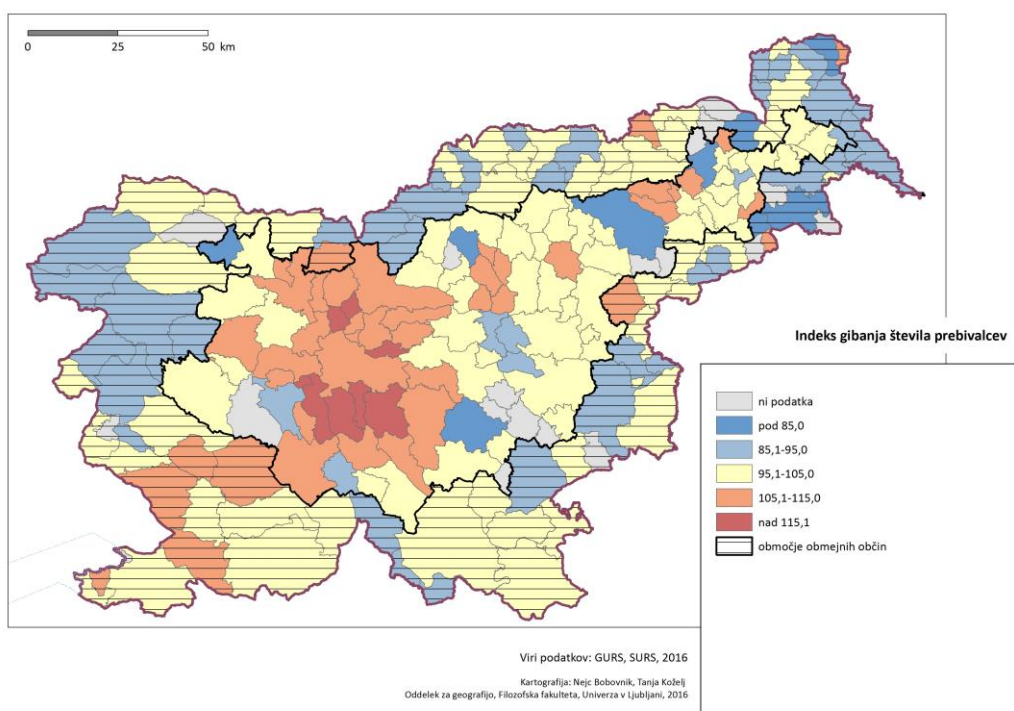 0 25 50 km
Indeks gibanja števila prebivalcev
ni podatka
pod 85,0
85,1-95,0
95,1-105,0
105,1-115,0
nad 115,1
območje obmejnih občin
Viri podatkov: GURS, SURS, 2016
Kartografija: Nejc Bobovnik, Tanja Koželj
Oddelek za geografijo, Filozofska fakulteta, Univerza v Ljubljani, 2016